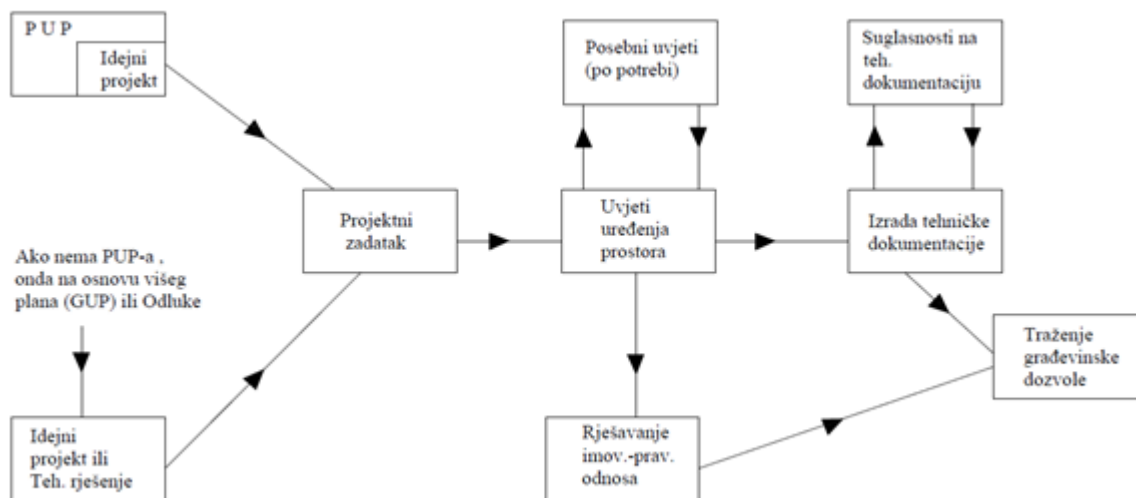 P U P
Idejni
projekt
Posebni uvjeti
(po potrebi)
Suglasnosti na
teh.
dokumentaciju
Projektni
zadatak
Uvjeti
uređenja
prostora
Izrada tehničke
dokumentacije
Ako nema PUP-a ,
onda na osnovu višeg
plana (GUP) ili Odluke
Traženje
građevinske
dozvole
Idejni
projekt ili
Teh. rješenje
Rješavanje
imov.-prav.
odnosa